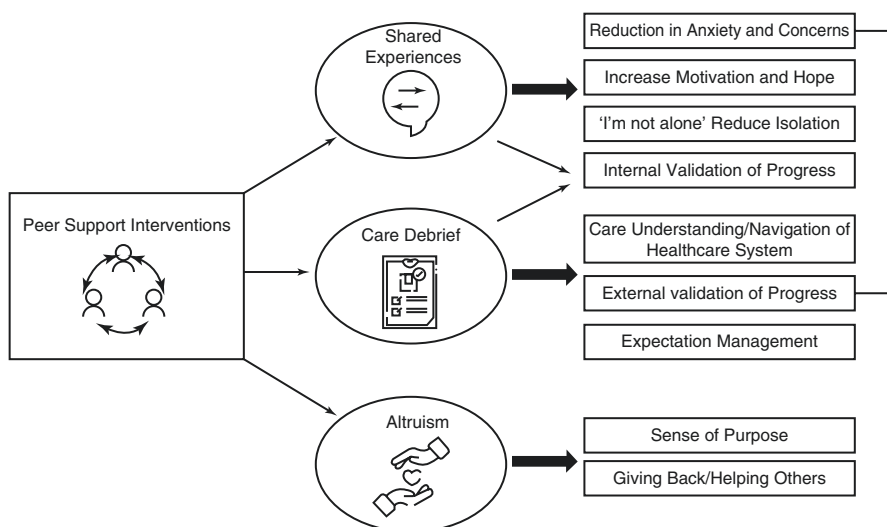 Peer Support Interventions
Shared
Experiences
Care Debrief
Altruism
Reduction in Anxiety and Concerns
Increase Motivation and Hope
‘I’m not alone’ Reduce Isolation
Internal Validation of Progress
Care Understanding/Navigation of
Healthcare System
External validation of Progress
Expectation Management
Sense of Purpose
Giving Back/Helping Others